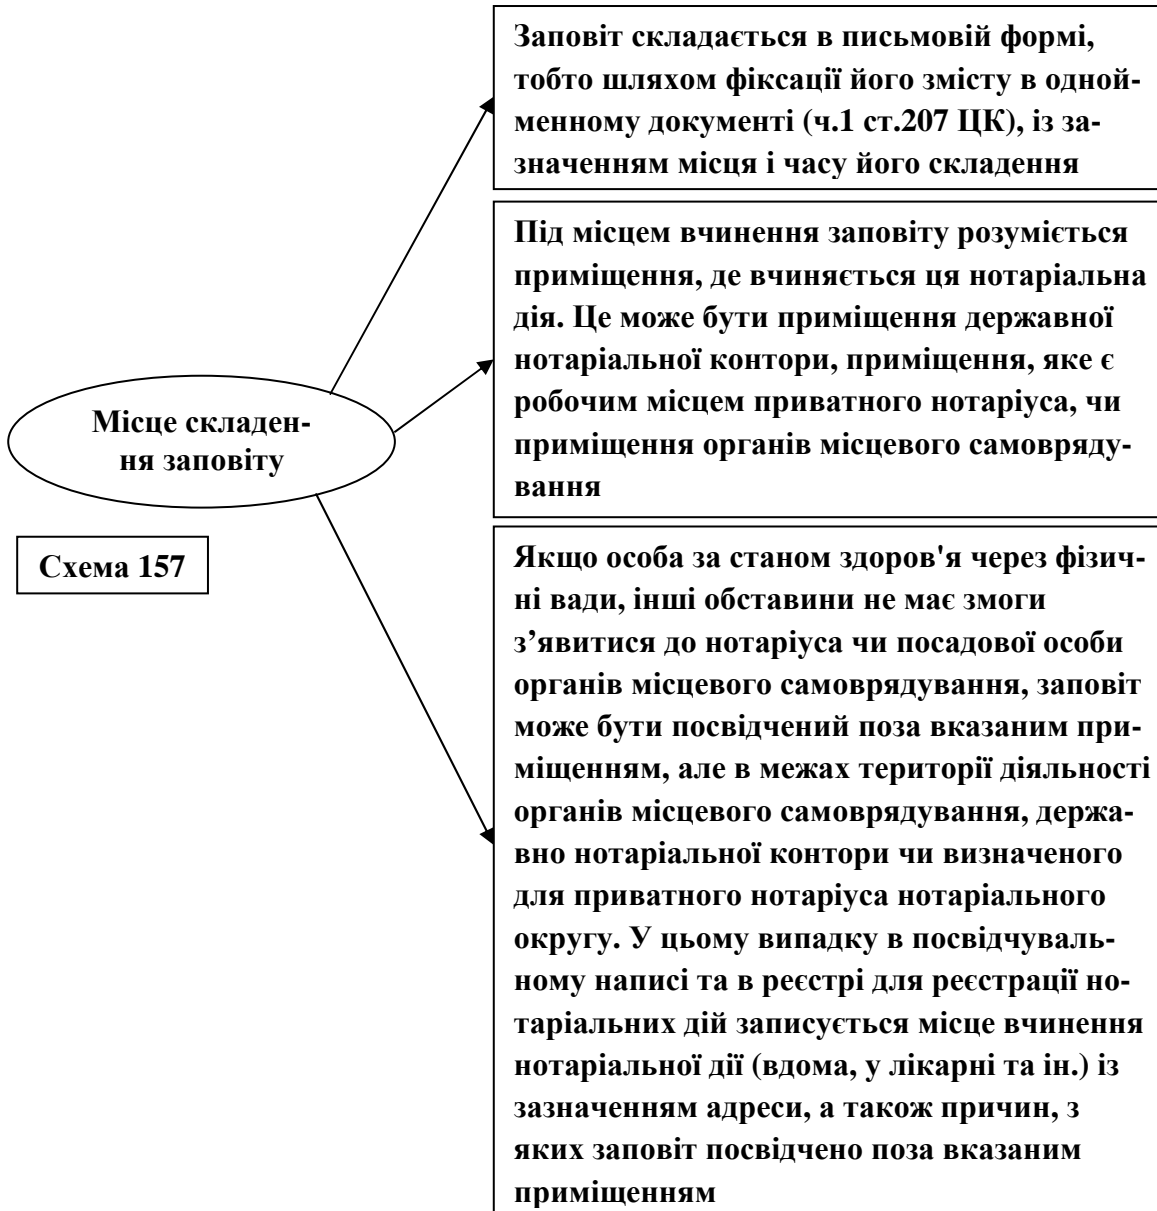 Заповіт складається в письмовій формі,
тобто шляхом фіксації його змісту в одной-
менному документі (ч.1 ст.207 ЦК), із за-
значенням місця і часу його складення
Під місцем вчинення заповіту розуміється
приміщення, де вчиняється ця нотаріальна
дія. Це може бути приміщення державної
нотаріальної контори, приміщення, яке є
робочим місцем приватного нотаріуса, чи
приміщення органів місцевого самовряду-
вання
Місце складен-
ня заповіту
Схема 157
Якщо особа за станом здоров'я через фізич-
ні вади, інші обставини не має змоги
з’явитися до нотаріуса чи посадової особи
органів місцевого самоврядування, заповіт
може бути посвідчений поза вказаним при-
міщенням, але в межах території діяльності
органів місцевого самоврядування, держа-
вно нотаріальної контори чи визначеного
для приватного нотаріуса нотаріального
округу. У цьому випадку в посвідчуваль-
ному написі та в реєстрі для реєстрації но-
таріальних дій записується місце вчинення
нотаріальної дії (вдома, у лікарні та ін.) із
зазначенням адреси, а також причин, з
яких заповіт посвідчено поза вказаним
приміщенням